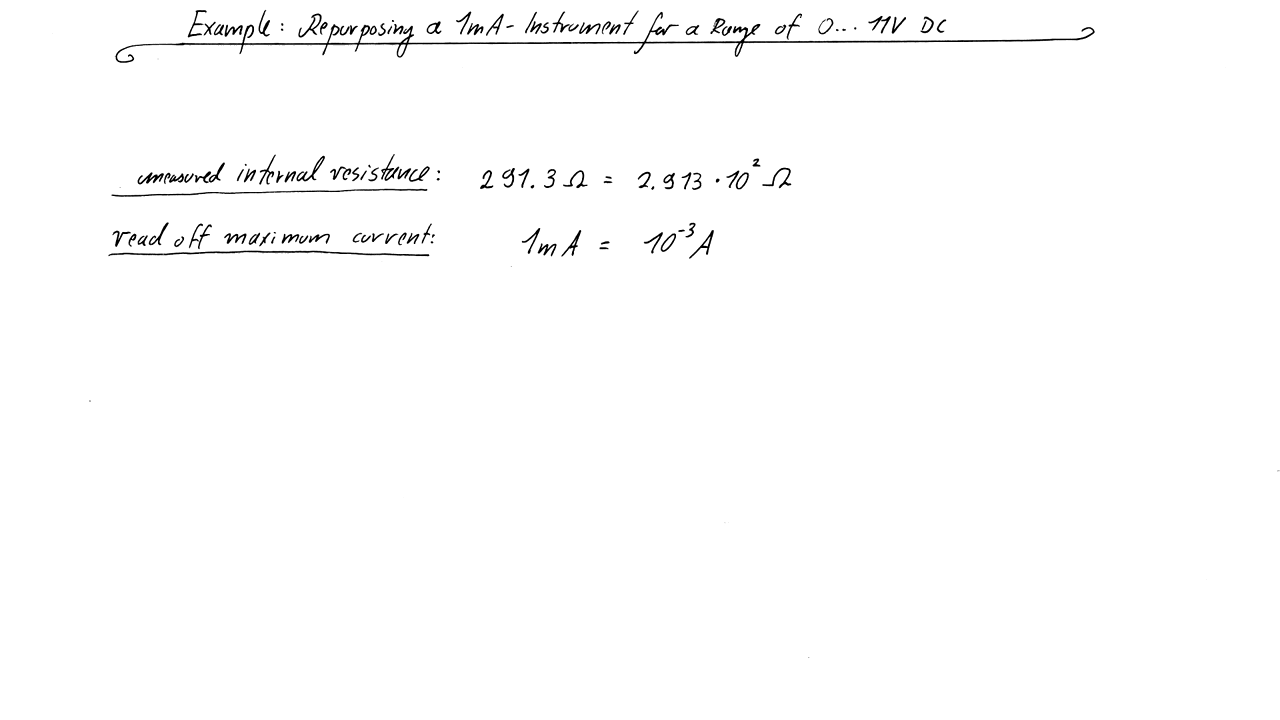 Example: Repurposing a 1mA-Instrument for a Range of 0... 11V DC
measured internal resistance: 291.3 Ω = 2.913 · 10² Ω
read off maximum current: 1mA = 10⁻³A